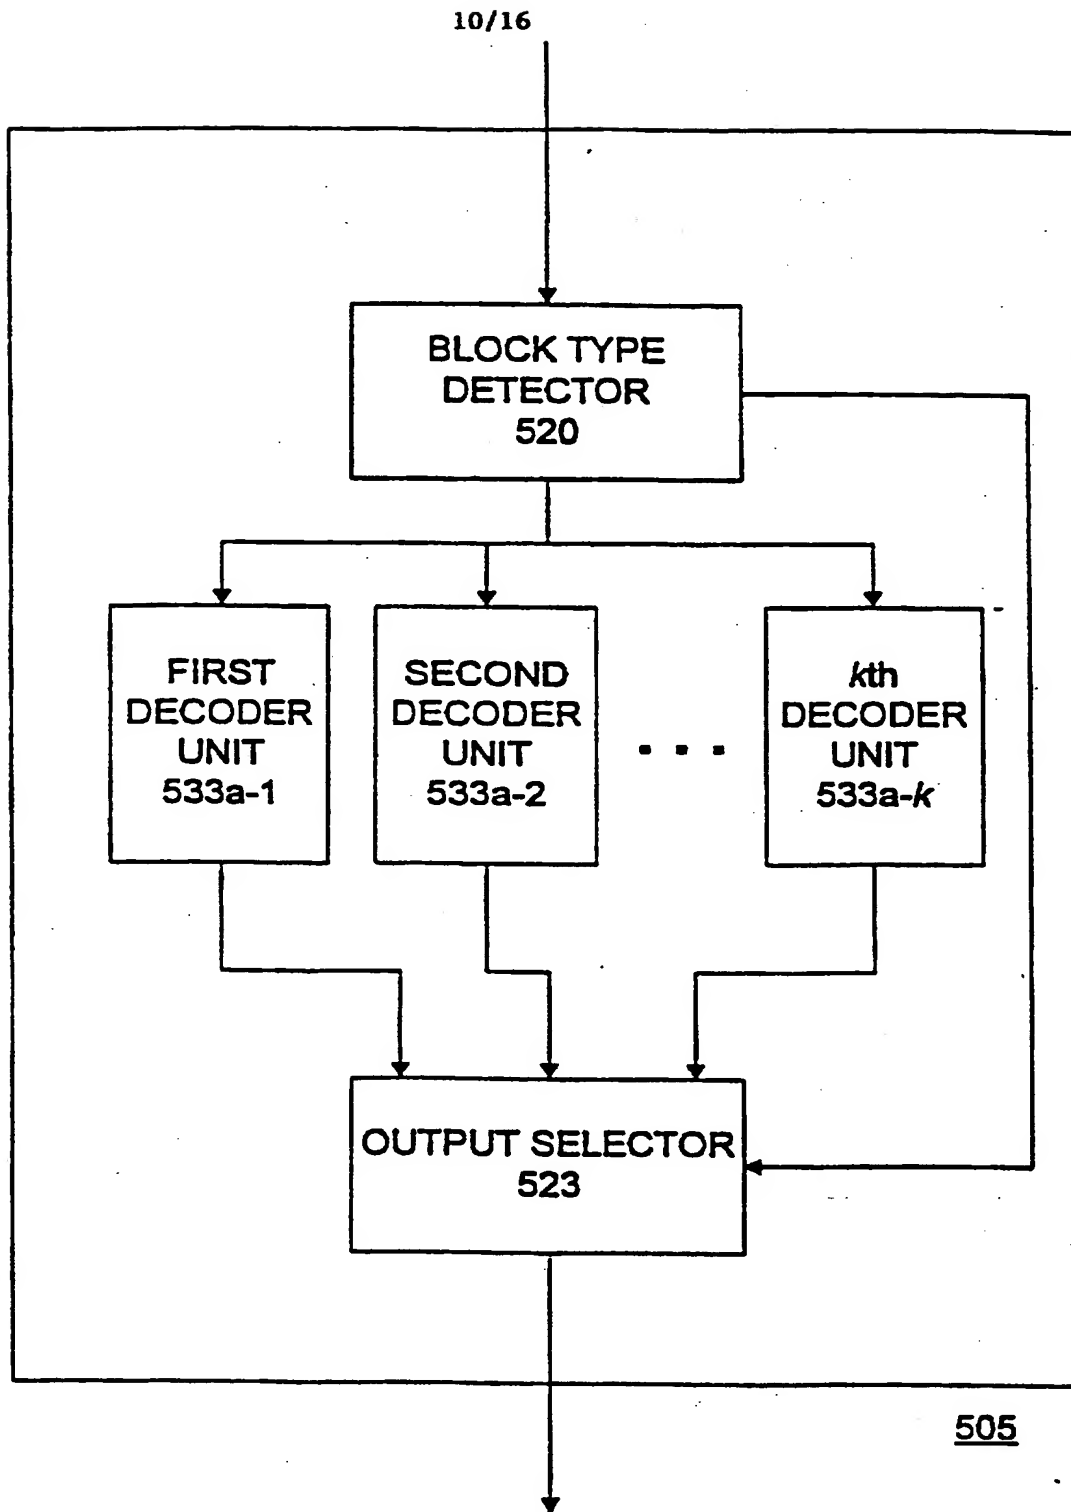 10/16
BLOCK TYPE
DETECTOR
520
FIRST
DECODER
UNIT
533a-1
SECOND
DECODER
UNIT
533a-2
kth
DECODER
UNIT
533a-k
OUTPUT SELECTOR
523
505